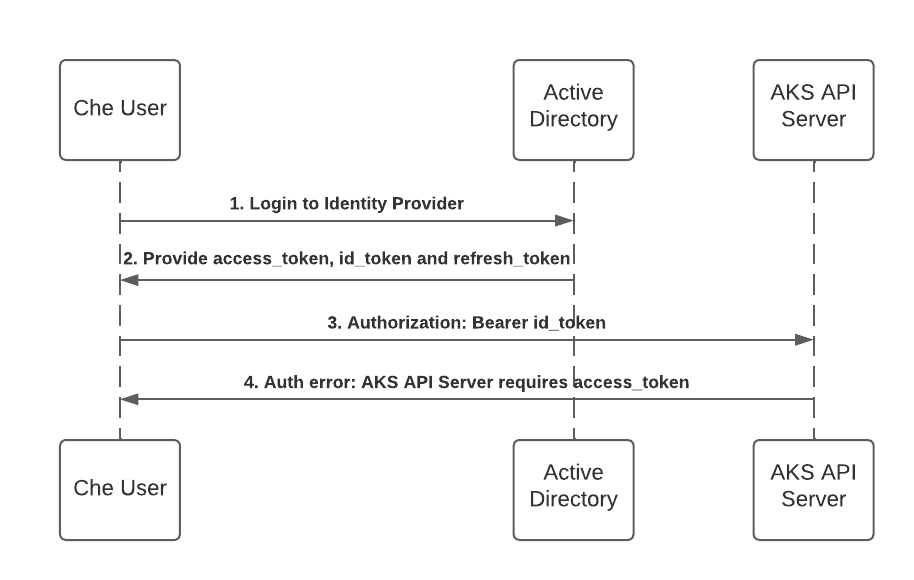 Che User
Active
Directory
AKS API
Server
1. Login to Identity Provider
2. Provide access_token, id_token and refresh_token
3. Authorization: Bearer id_token
4. Auth error: AKS API Server requires access_token
Che User
Active
Directory
AKS API
Server